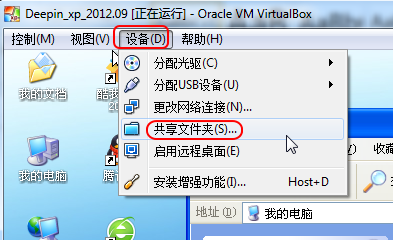 Deepin_xp_2012.09 [正在运行] - Oracle VM VirtualBox
控制(M) 视图(V) 设备(D) 帮助(H)
分配光驱(C)
分配USB设备(U)
更改网络连接(N)...
共享文件夹(S)...
启用远程桌面(E)
安装增强功能(I)... Host+D
我的文档
酷我
20
我的电脑
腾讯
收藏
地址(D) 我的电脑